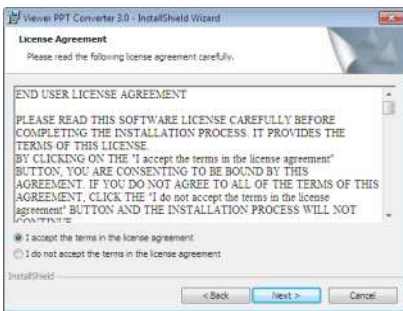 Viewer PPT Converter 3.0 - InstallShield Wizard
License Agreement
Please read the following license agreement carefully.
END USER LICENSE AGREEMENT
PLEASE READ THIS SOFTWARE LICENSE CAREFULLY BEFORE
COMPLETING THE INSTALLATION PROCESS. IT PROVIDES THE
TERMS OF THIS LICENSE.
BY CLICKING ON THE "I accept the terms in the license agreement"
BUTTON, YOU ARE CONSENTING TO BE BOUND BY THIS
AGREEMENT. IF YOU DO NOT AGREE TO ALL OF THE TERMS OF THIS
AGREEMENT, CLICK THE "I do not accept the terms in the license
agreement" BUTTON AND THE INSTALLATION PROCESS WILL NOT
CONTINUE
I accept the terms in the license agreement
I do not accept the terms in the license agreement
InstallShield
< Back
Next >
Cancel